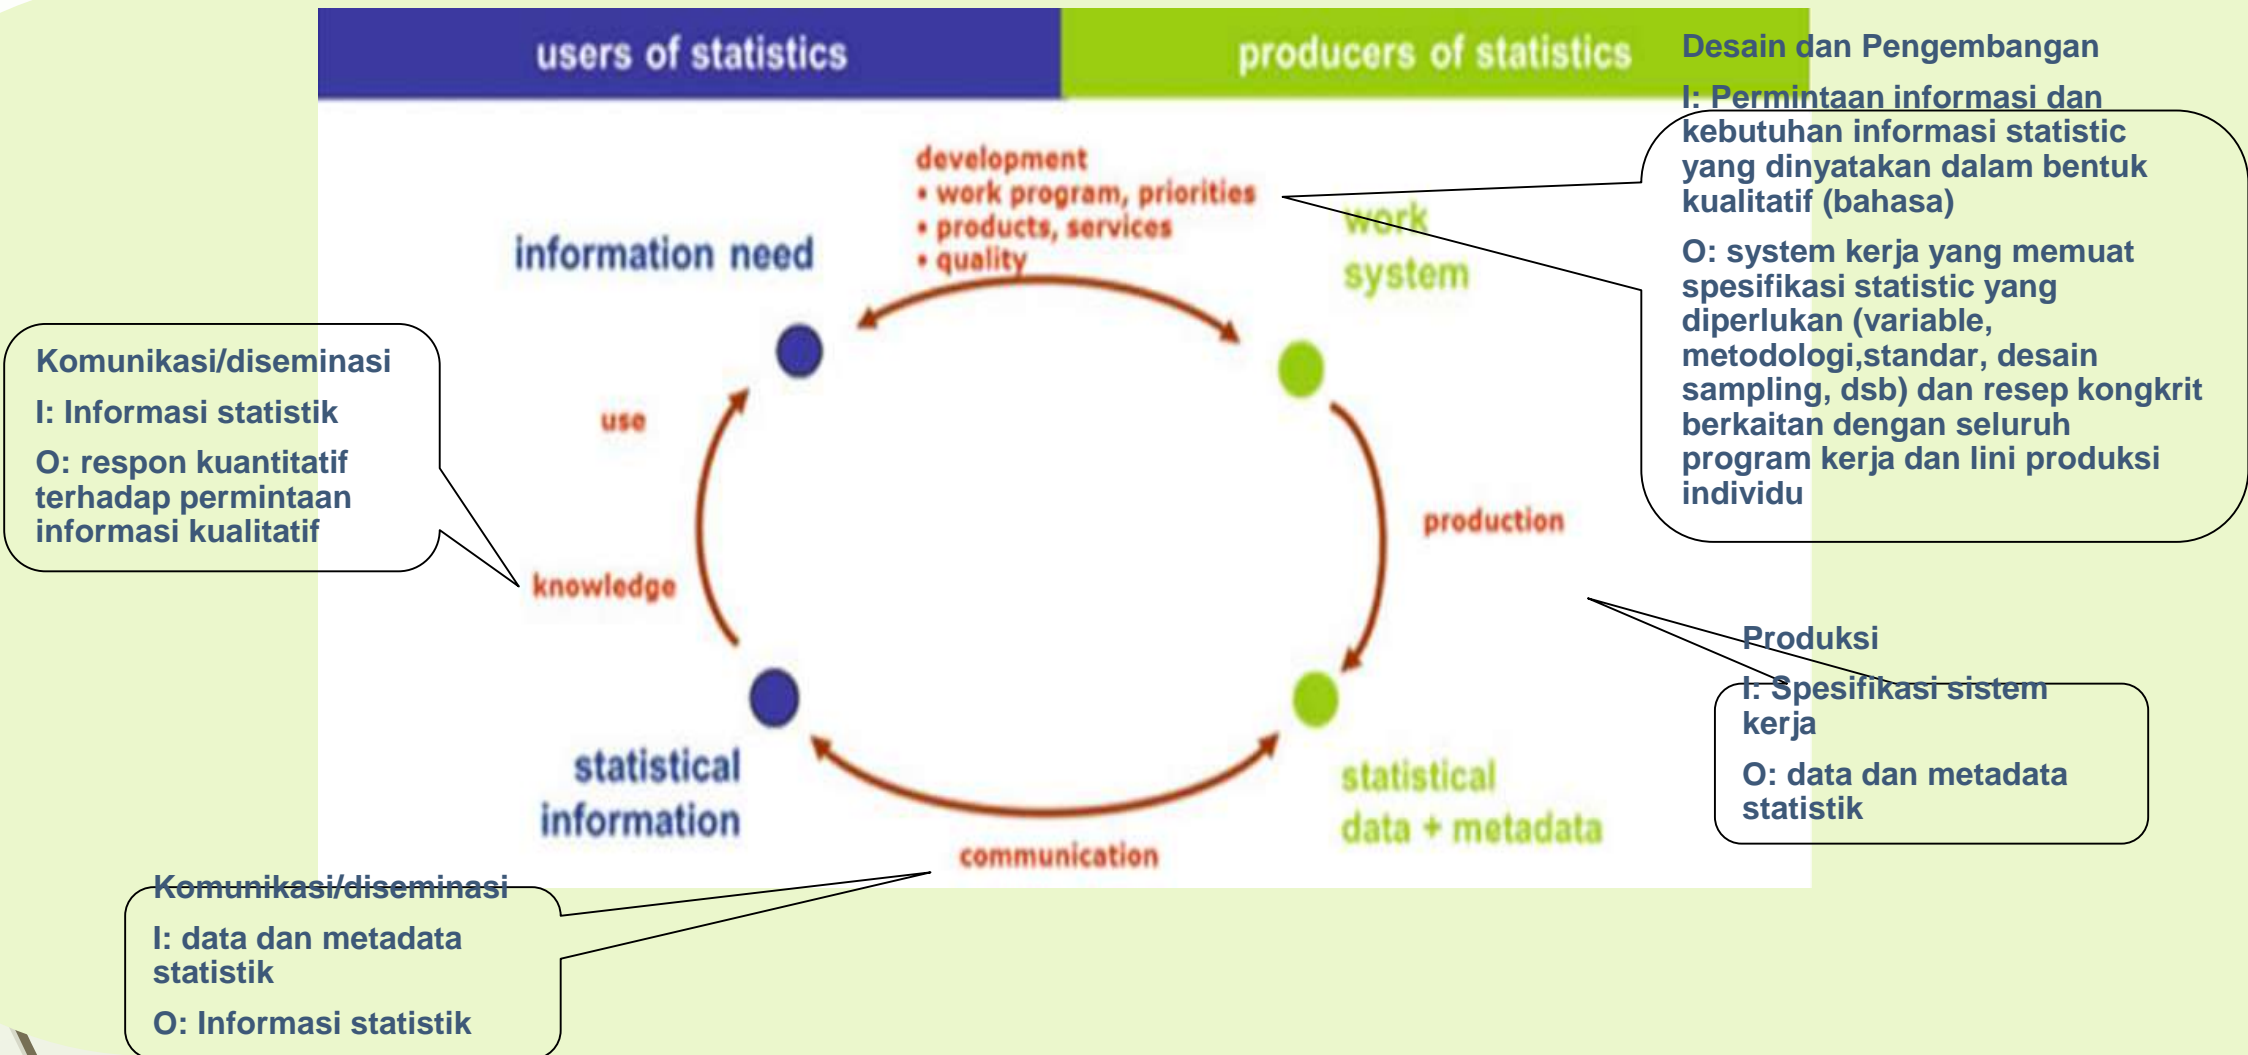 users of statistics
producers of statistics
Desain dan Pengembangan
I: Permintaan informasi dan
kebutuhan informasi statistic
yang dinyatakan dalam bentuk
kualitatif (bahasa)
O: system kerja yang memuat
spesifikasi statistic yang
diperlukan (variable,
metodologi,standar, desain
sampling, dsb) dan resep kongkrit
berkaitan dengan seluruh
program kerja dan lini produksi
individu
development
• work program, priorities
• products, services
• quality
information need
work
system
Komunikasi/diseminasi
I: Informasi statistik
O: respon kuantitatif
terhadap permintaan
informasi kualitatif
use
knowledge
production
Produksi
I: Spesifikasi sistem
kerja
O: data dan metadata
statistik
statistical
information
statistical
data + metadata
communication
Komunikasi/diseminasi
I: data dan metadata
statistik
O: Informasi statistik